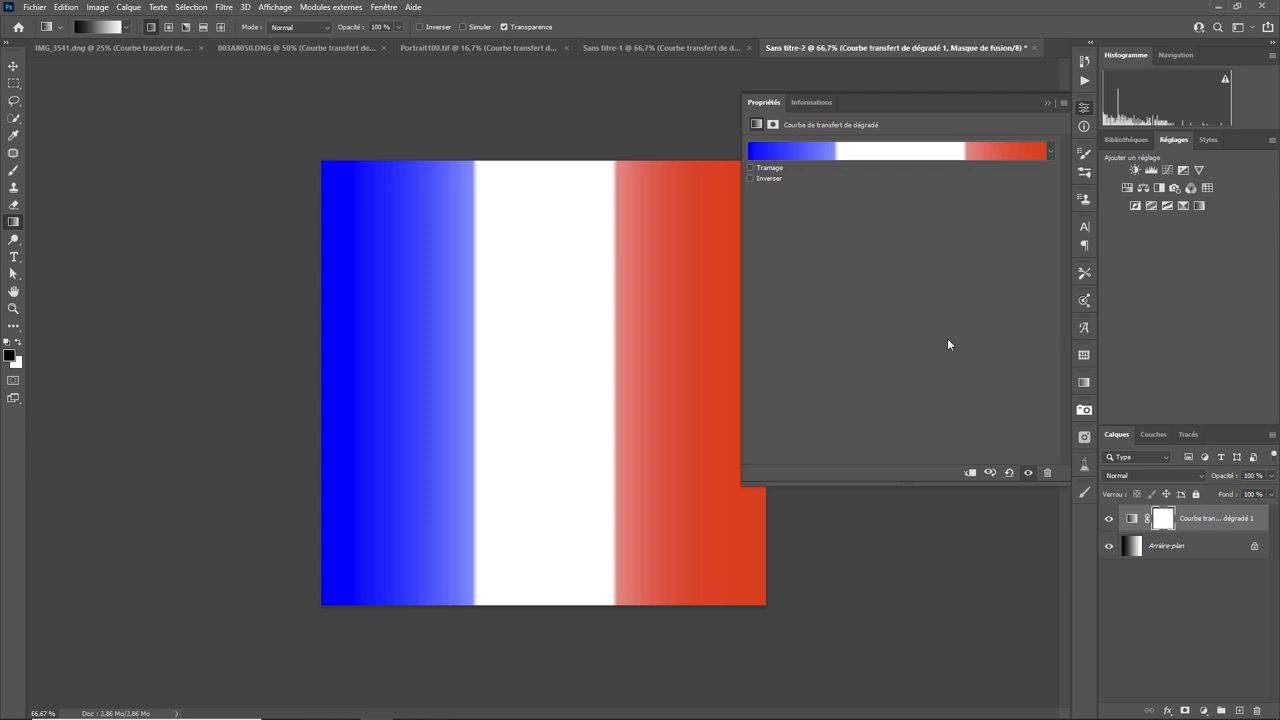 Ps Fichier Edition Image Calque Texte Sélection Filtre 3D Affichage Modules externes Fenêtre Aide
Mode : Normal Opacité : 100 % Inverser Simuler Transparence
IMG_3541.dng @ 25% (Courbe transfert de... × 003A8050.DNG @ 50% (Courbe transfert de... × Portrait100.tif @ 16,7% (Courbe transfert d... × Sans titre-1 @ 66,7% (Courbe transfert de d... × Sans titre-2 @ 66,7% (Courbe transfert de dégradé 1, Masque de fusion/8) * ×
Histogramme Navigation
Propriétés Informations
Courbe de transfert de dégradé
Tramage
Inverser
Bibliothèques Réglages Styles
Ajouter un réglage
Calques Couches Tracés
Type
Normal Opacité : 100 %
Verrou : Fond : 100 %
Courbe tran... dégradé 1
Arrière-plan
66,67 % Doc : 2,86 Mo/2,86 Mo